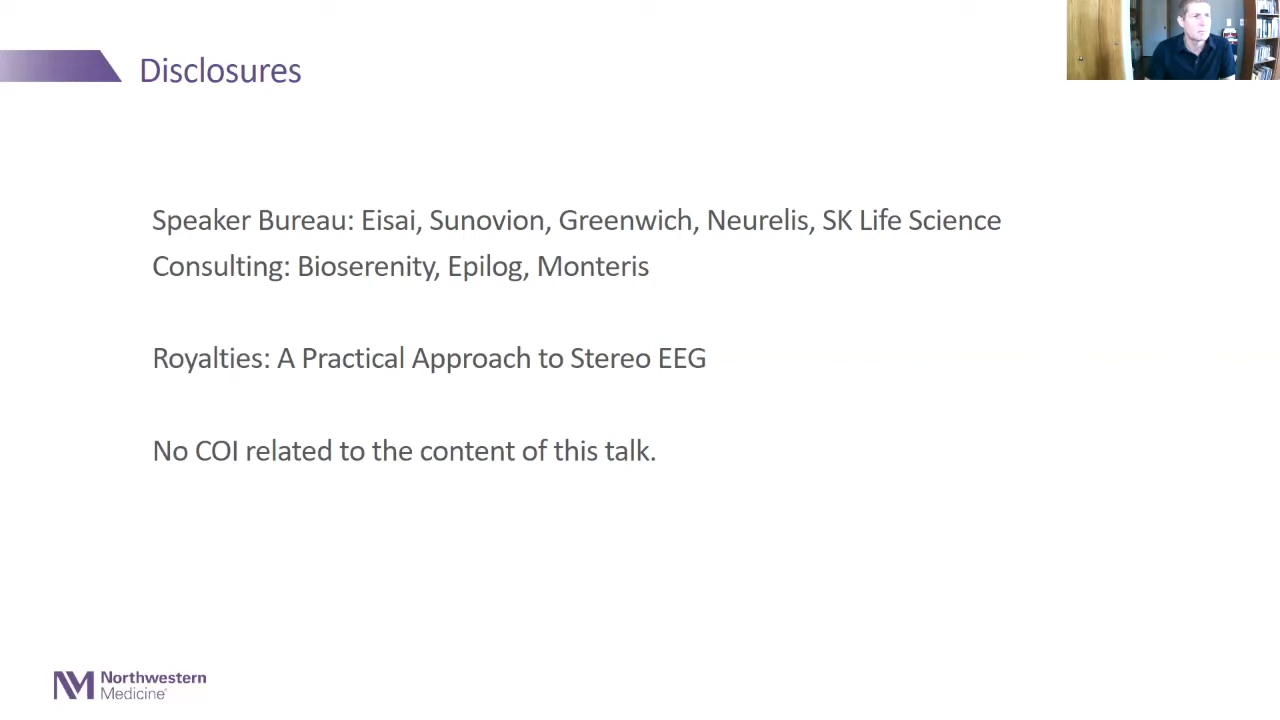 Disclosures
Speaker Bureau: Eisai, Sunovion, Greenwich, Neurelis, SK Life Science
Consulting: Bioserenity, Epilog, Monteris
Royalties: A Practical Approach to Stereo EEG
No COI related to the content of this talk.
Northwestern
Medicine®